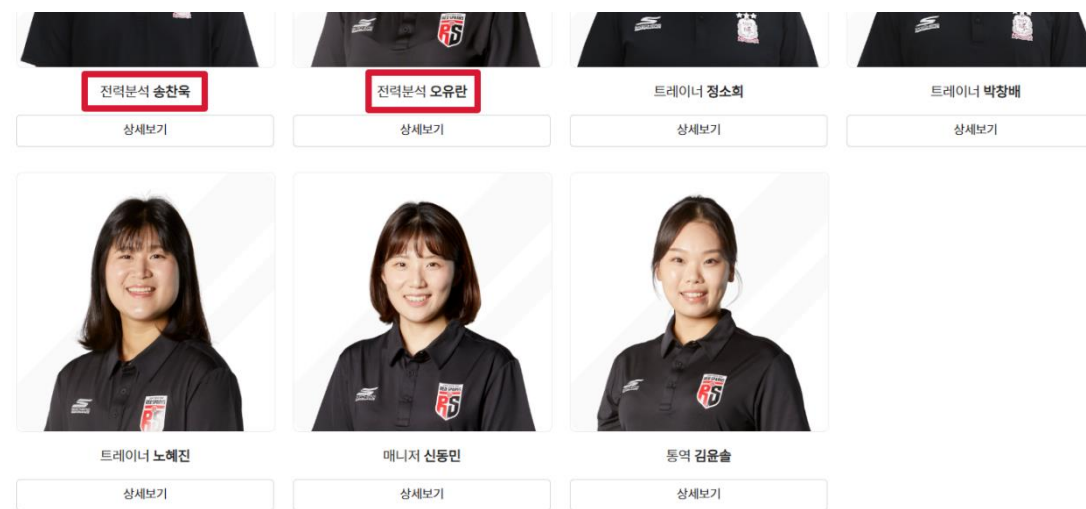 전력분석 송찬욱
전력분석 오유란
트레이너 정소희
트레이너 박창배
상세보기
상세보기
상세보기
상세보기
RS
RS
RS
트레이너 노혜진
매니저 신동민
통역 김윤솔
상세보기
상세보기
상세보기